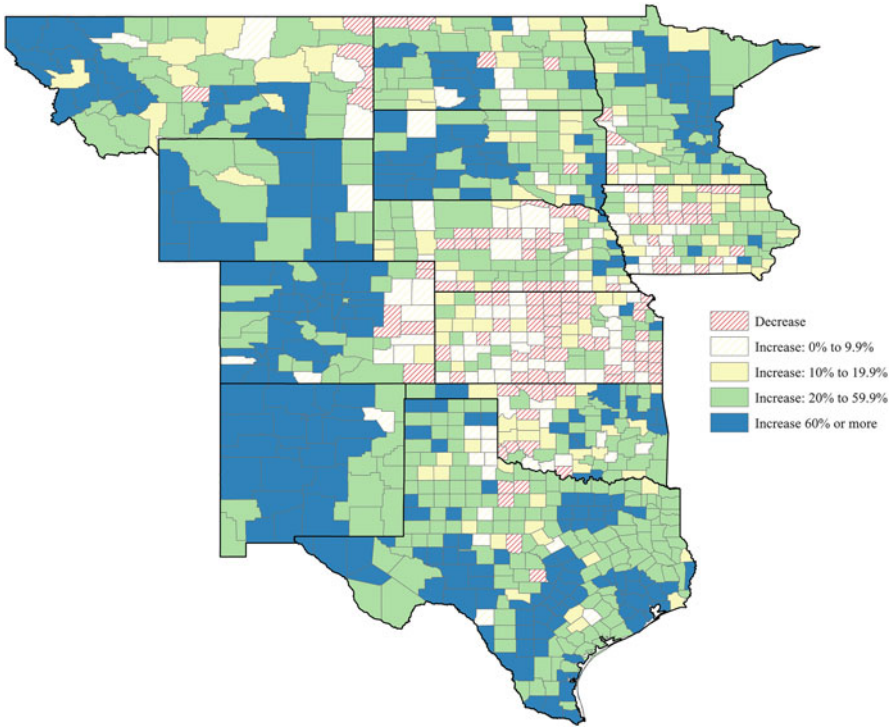 Decrease
Increase: 0% to 9.9%
Increase: 10% to 19.9%
Increase: 20% to 59.9%
Increase 60% or more